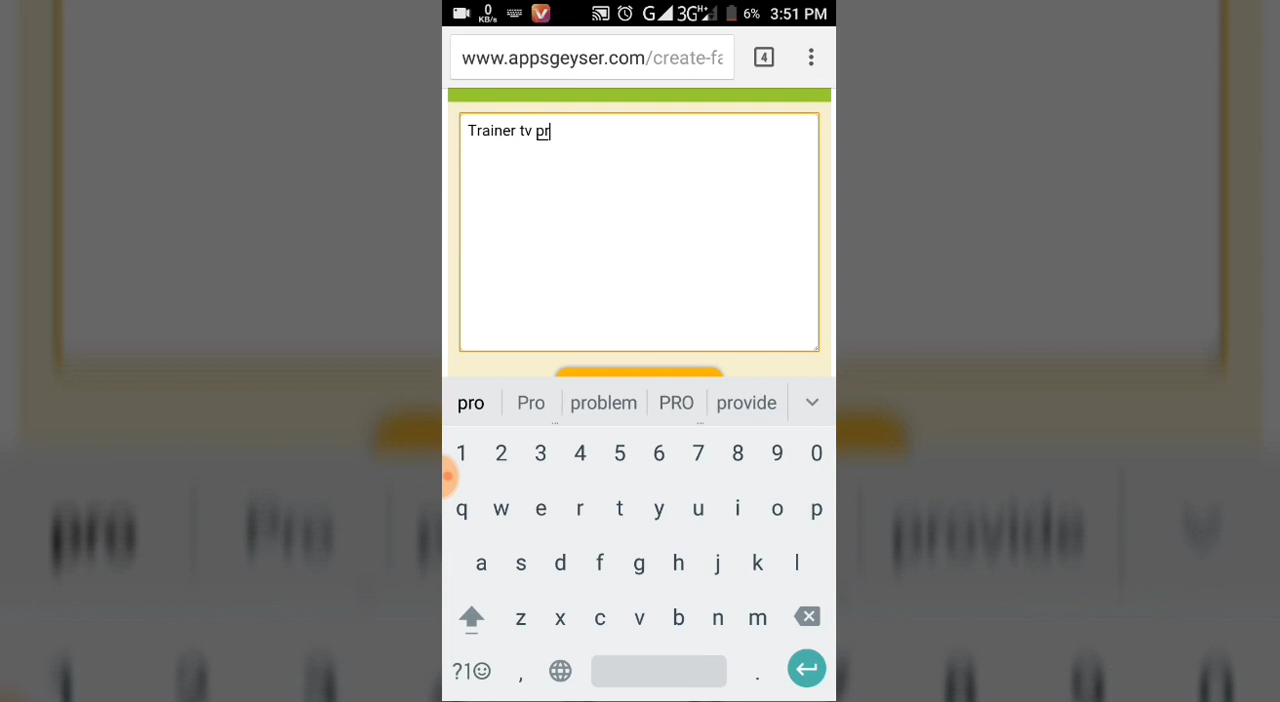 0 KB/s G 3G H+ 6% 3:51 PM
www.appsgeyser.com/create-fa 4
Trainer tv pr
pro Pro problem PRO provide
1 2 3 4 5 6 7 8 9 0
q w e r t y u i o p
a s d f g h j k l
z x c v b n m
?1☺ , .